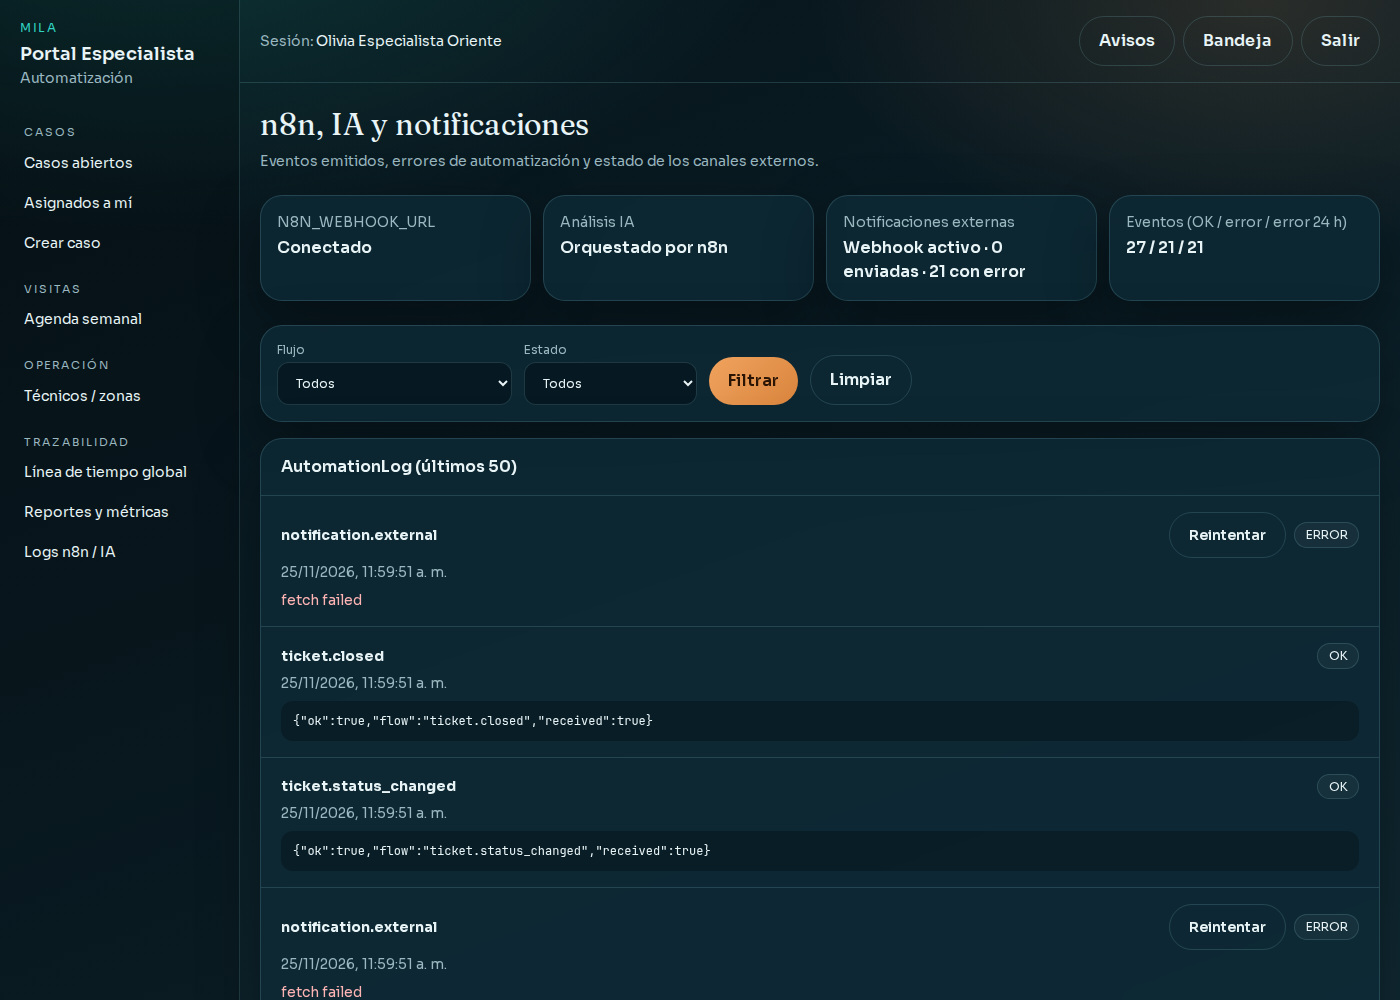 MILA
Portal Especialista
Automatización
CASOS
Casos abiertos
Asignados a mí
Crear caso
VISITAS
Agenda semanal
OPERACIÓN
Técnicos / zonas
TRAZABILIDAD
Línea de tiempo global
Reportes y métricas
Logs n8n / IA
Sesión: Olivia Especialista Oriente
Avisos
Bandeja
Salir
n8n, IA y notificaciones
Eventos emitidos, errores de automatización y estado de los canales externos.
N8N_WEBHOOK_URL
Conectado
Análisis IA
Orquestado por n8n
Notificaciones externas
Webhook activo · 0
enviadas · 21 con error
Eventos (OK / error / error 24 h)
27 / 21 / 21
Flujo
Todos
Estado
Todos
Filtrar
Limpiar
AutomationLog (últimos 50)
notification.external
Reintentar
ERROR
25/11/2026, 11:59:51 a. m.
fetch failed
ticket.closed
OK
25/11/2026, 11:59:51 a. m.
{"ok":true,"flow":"ticket.closed","received":true}
ticket.status_changed
OK
25/11/2026, 11:59:51 a. m.
{"ok":true,"flow":"ticket.status_changed","received":true}
notification.external
Reintentar
ERROR
25/11/2026, 11:59:51 a. m.
fetch failed